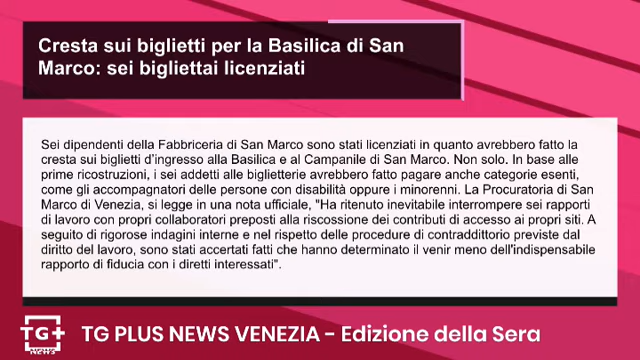 Cresta sui biglietti per la Basilica di San
Marco: sei bigliettai licenziati
Sei dipendenti della Fabbriceria di San Marco sono stati licenziati in quanto avrebbero fatto la
cresta sui biglietti d'ingresso alla Basilica e al Campanile di San Marco. Non solo. In base alle
prime ricostruzioni, i sei addetti alle biglietterie avrebbero fatto pagare anche categorie esenti,
come gli accompagnatori delle persone con disabilità oppure i minorenni. La Procuratoria di San
Marco di Venezia, si legge in una nota ufficiale, "Ha ritenuto inevitabile interrompere sei rapporti
di lavoro con propri collaboratori preposti alla riscossione dei contributi di accesso ai propri siti. A
seguito di rigorose indagini interne e nel rispetto delle procedure di contraddittorio previste dal
diritto del lavoro, sono stati accertati fatti che hanno determinato il venir meno dell'indispensabile
rapporto di fiducia con i diretti interessati".
TG+
NEWS
TG PLUS NEWS VENEZIA - Edizione della Sera